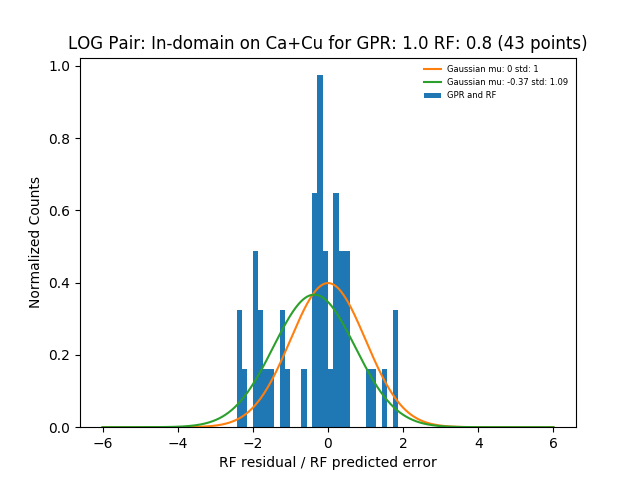 LOG Pair: In-domain on Ca+Cu for GPR: 1.0 RF: 0.8 (43 points)
Gaussian mu: 0 std: 1
Gaussian mu: -0.37 std: 1.09
GPR and RF
1.0
0.8
0.6
0.4
0.2
0.0
Normalized Counts
−6 −4 −2 0 2 4 6
RF residual / RF predicted error